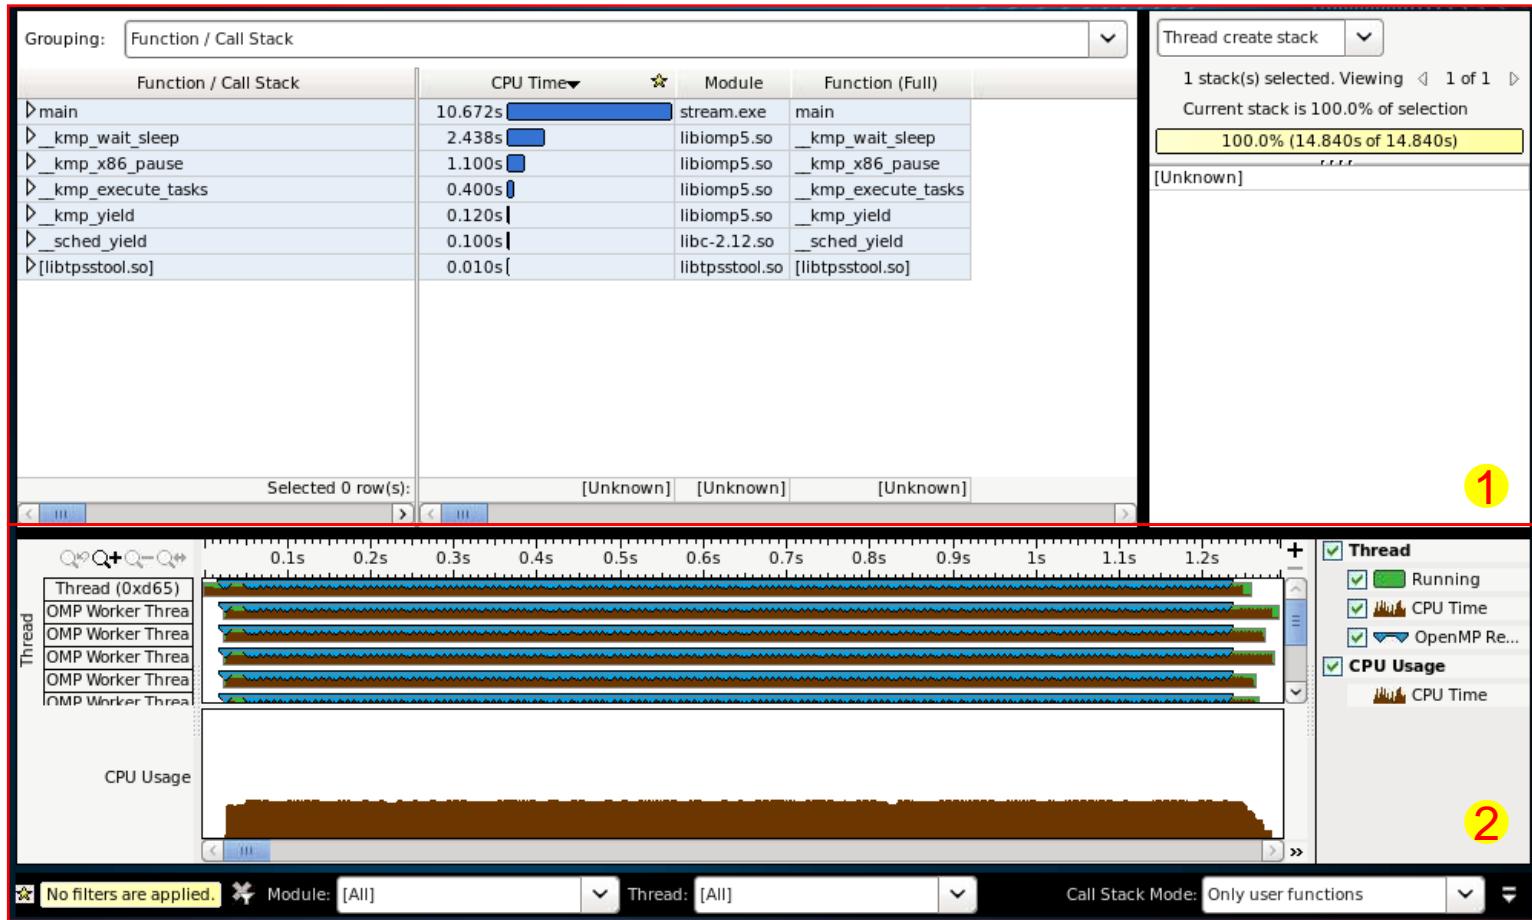 Grouping: Function / Call Stack
Function / Call Stack CPU Time Module Function (Full)
main 10.672s stream.exe main
__kmp_wait_sleep 2.438s libiomp5.so __kmp_wait_sleep
__kmp_x86_pause 1.100s libiomp5.so __kmp_x86_pause
__kmp_execute_tasks 0.400s libiomp5.so __kmp_execute_tasks
__kmp_yield 0.120s libiomp5.so __kmp_yield
__sched_yield 0.100s libc-2.12.so __sched_yield
[libtpsstool.so] 0.010s libtpsstool.so [libtpsstool.so]
Selected 0 row(s): [Unknown] [Unknown] [Unknown]
Thread create stack
1 stack(s) selected. Viewing 1 of 1
Current stack is 100.0% of selection
100.0% (14.840s of 14.840s)
[Unknown]
1
0.1s 0.2s 0.3s 0.4s 0.5s 0.6s 0.7s 0.8s 0.9s 1s 1.1s 1.2s
Thread
Thread (0xd65)
OMP Worker Threa
OMP Worker Threa
OMP Worker Threa
OMP Worker Threa
OMP Worker Threa
CPU Usage
Thread
Running
CPU Time
OpenMP Re...
CPU Usage
CPU Time
2
No filters are applied. Module: [All] Thread: [All] Call Stack Mode: Only user functions